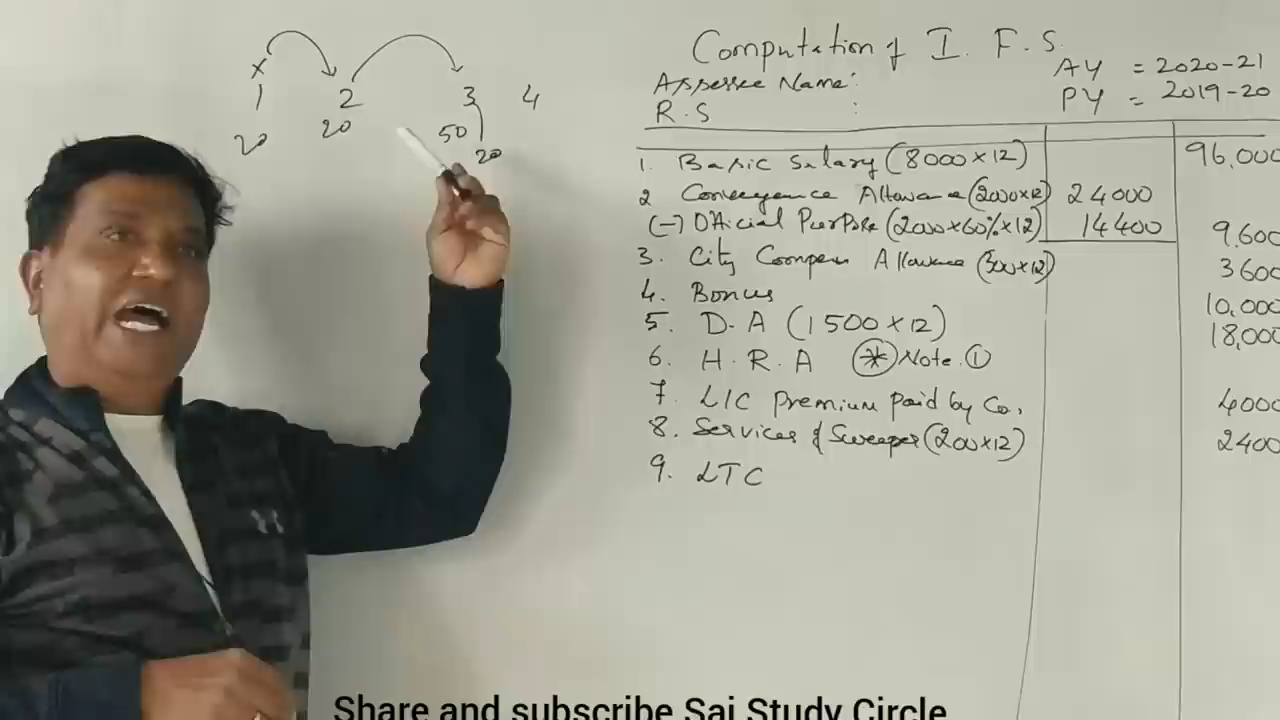 x
1 2 3 4
20 20 50 20
Computation of I. F. S.
AY = 2020-21
Assessee Name:
PY = 2019-20
R.S :
1. Basic Salary (8000x12) 96,000
2 Conveyance Allowance (2000x12) 24000
(-) Official Purpose (2000x60%x12) 14400 9,600
3. City Compen Allowance (300x12) 3600
4. Bonus 10,000
5. D.A (1500x12) 18,000
6. H.R.A (*) Note. ①
7. LIC Premium Paid by Co, 4000
8. Services of Sweeper (200x12) 2400
9. LTC
Share and subscribe Sai Study Circle